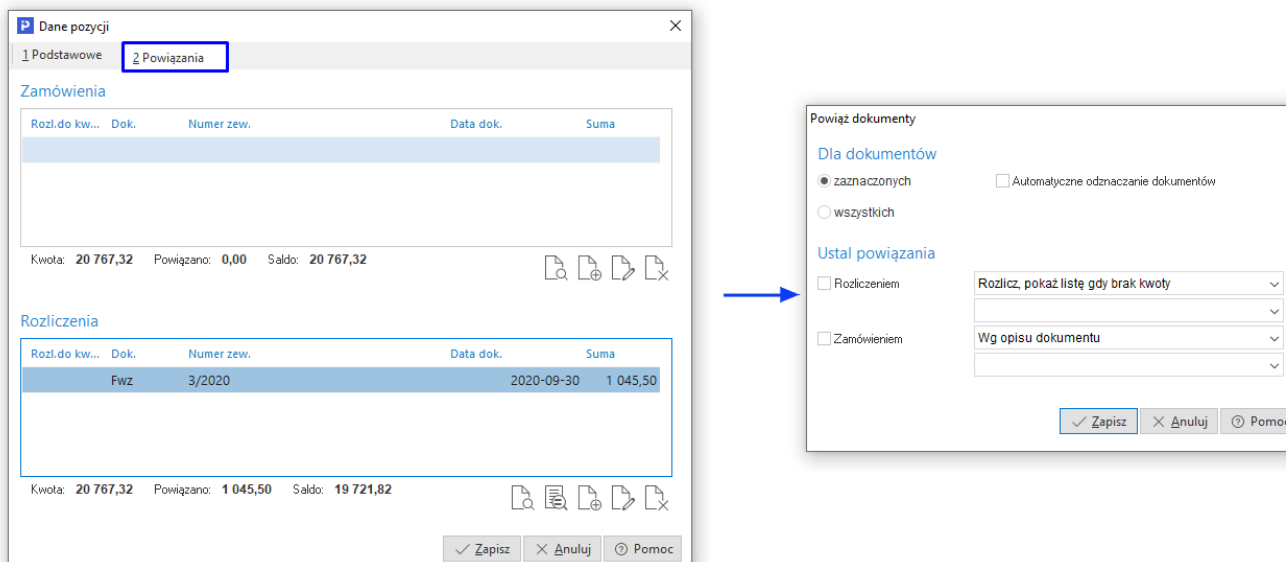 Dane pozycji
1 Podstawowe 2 Powiązania
Zamówienia
Rozl.do kw... Dok. Numer zew. Data dok. Suma
Kwota: 20 767,32 Powiązano: 0,00 Saldo: 20 767,32
Rozliczenia
Rozl.do kw... Dok. Numer zew. Data dok. Suma
Fwz 3/2020 2020-09-30 1 045,50
Kwota: 20 767,32 Powiązano: 1 045,50 Saldo: 19 721,82
Zapisz Anuluj Pomoc
Powiąż dokumenty
Dla dokumentów
zaznaczonych Automatyczne odznaczanie dokumentów
wszystkich
Ustal powiązania
Rozliczeniem Rozlicz, pokaż listę gdy brak kwoty
Zamówieniem Wg opisu dokumentu
Zapisz Anuluj Pomoc